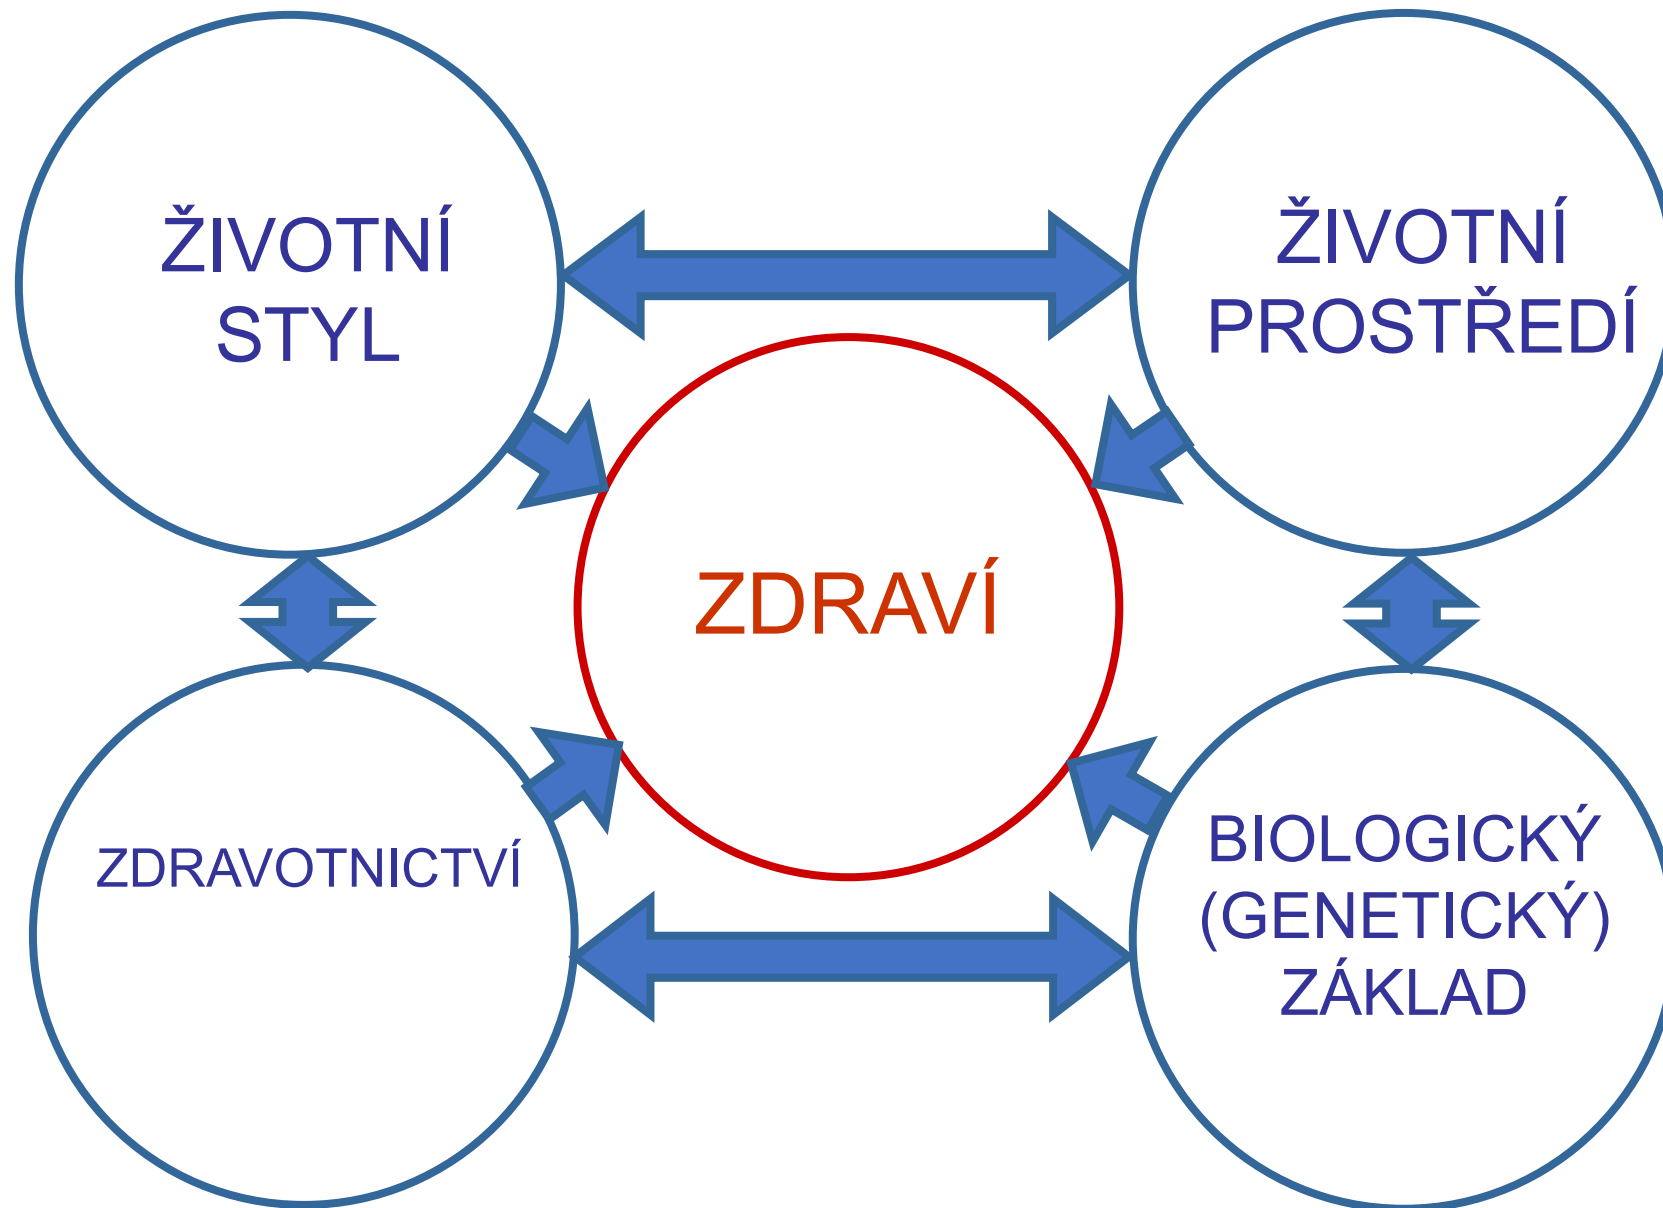 ŽIVOTNÍ
STYL
ŽIVOTNÍ
PROSTŘEDÍ
ZDRAVÍ
ZDRAVOTNICTVÍ
BIOLOGICKÝ
(GENETICKÝ)
ZÁKLAD